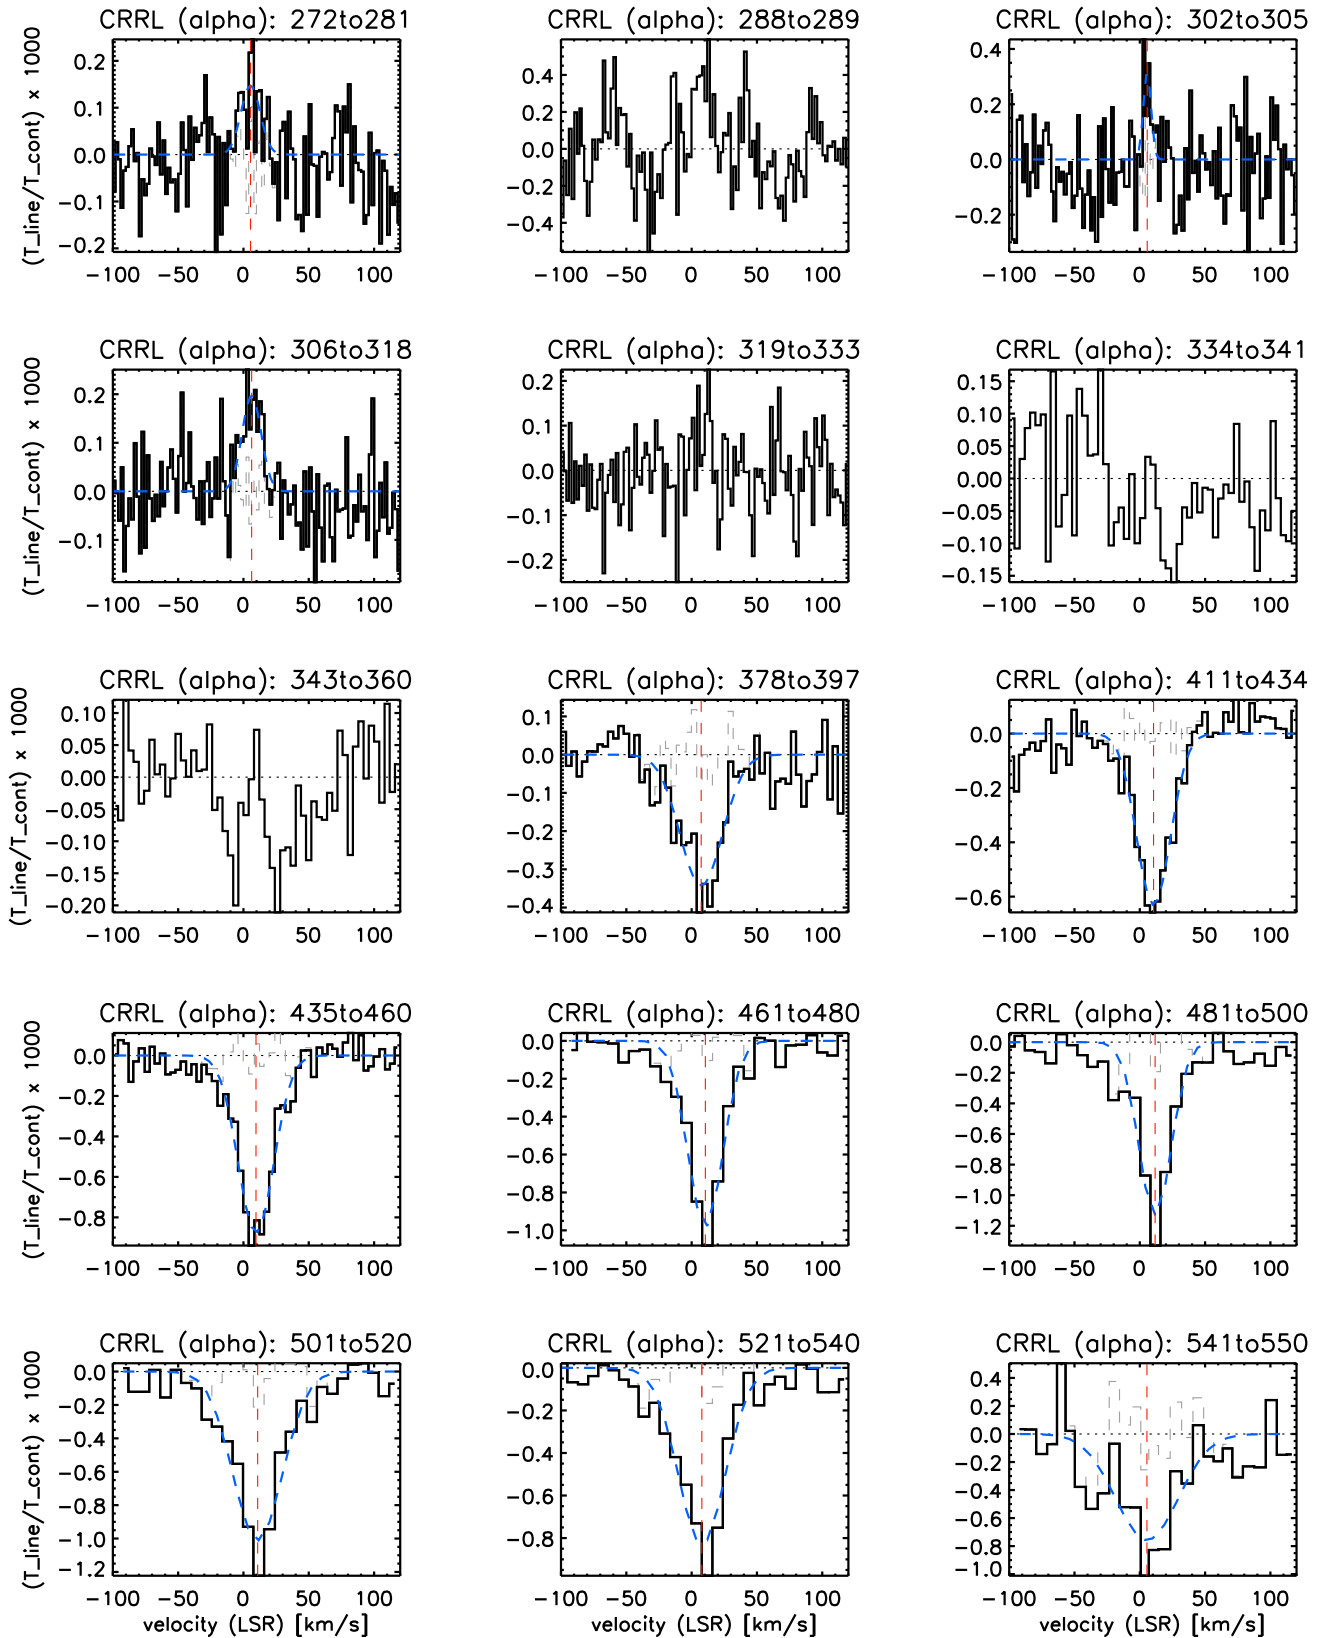 CRRL (alpha): 272to281
CRRL (alpha): 288to289
CRRL (alpha): 302to305
(T_line/T_cont) x 1000
0.2
0.1
0.0
−0.1
−0.2
0.4
0.2
0.0
−0.2
−0.4
0.4
0.2
0.0
−0.2
−100 −50 0 50 100
−100 −50 0 50 100
−100 −50 0 50 100
CRRL (alpha): 306to318
CRRL (alpha): 319to333
CRRL (alpha): 334to341
(T_line/T_cont) x 1000
0.2
0.1
0.0
−0.1
0.2
0.1
0.0
−0.1
−0.2
0.15
0.10
0.05
0.00
−0.05
−0.10
−0.15
−100 −50 0 50 100
−100 −50 0 50 100
−100 −50 0 50 100
CRRL (alpha): 343to360
CRRL (alpha): 378to397
CRRL (alpha): 411to434
(T_line/T_cont) x 1000
0.10
0.05
0.00
−0.05
−0.10
−0.15
−0.20
0.1
0.0
−0.1
−0.2
−0.3
−0.4
0.0
−0.2
−0.4
−0.6
−100 −50 0 50 100
−100 −50 0 50 100
−100 −50 0 50 100
CRRL (alpha): 435to460
CRRL (alpha): 461to480
CRRL (alpha): 481to500
(T_line/T_cont) x 1000
0.0
−0.2
−0.4
−0.6
−0.8
0.0
−0.2
−0.4
−0.6
−0.8
−1.0
0.0
−0.2
−0.4
−0.6
−0.8
−1.0
−1.2
−100 −50 0 50 100
−100 −50 0 50 100
−100 −50 0 50 100
CRRL (alpha): 501to520
CRRL (alpha): 521to540
CRRL (alpha): 541to550
(T_line/T_cont) x 1000
0.0
−0.2
−0.4
−0.6
−0.8
−1.0
−1.2
0.0
−0.2
−0.4
−0.6
−0.8
0.4
0.2
0.0
−0.2
−0.4
−0.6
−0.8
−1.0
−100 −50 0 50 100
−100 −50 0 50 100
−100 −50 0 50 100
velocity (LSR) [km/s]
velocity (LSR) [km/s]
velocity (LSR) [km/s]